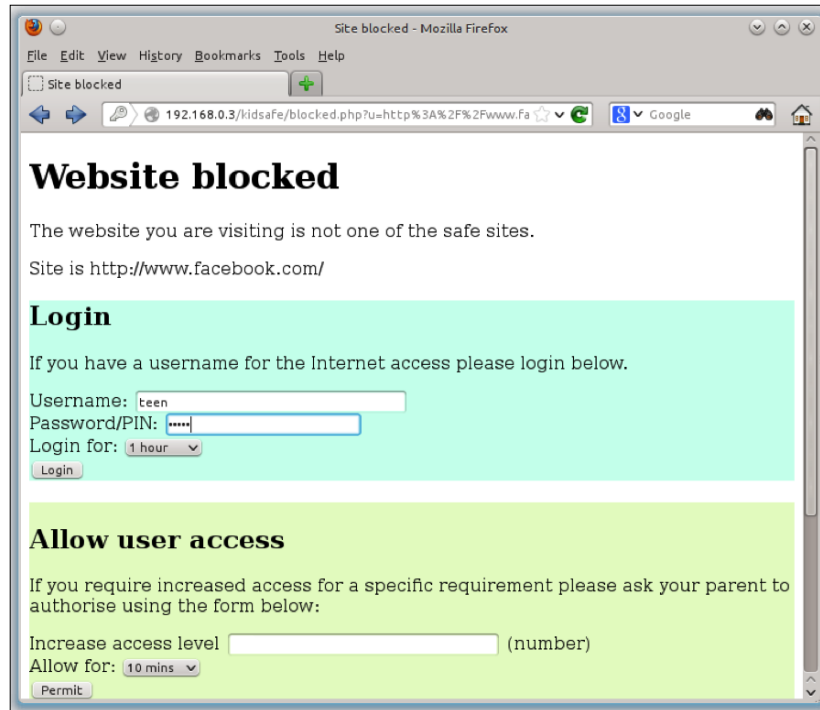 Site blocked - Mozilla Firefox
File Edit View History Bookmarks Tools Help
Site blocked
192.168.0.3/kidsafe/blocked.php?u=http%3A%2F%2Fwww.fa
8 Google
Website blocked
The website you are visiting is not one of the safe sites.
Site is http://www.facebook.com/
Login
If you have a username for the Internet access please login below.
Username: teen
Password/PIN: •••••
Login for: 1 hour
Login
Allow user access
If you require increased access for a specific requirement please ask your parent to
authorise using the form below:
Increase access level (number)
Allow for: 10 mins
Permit